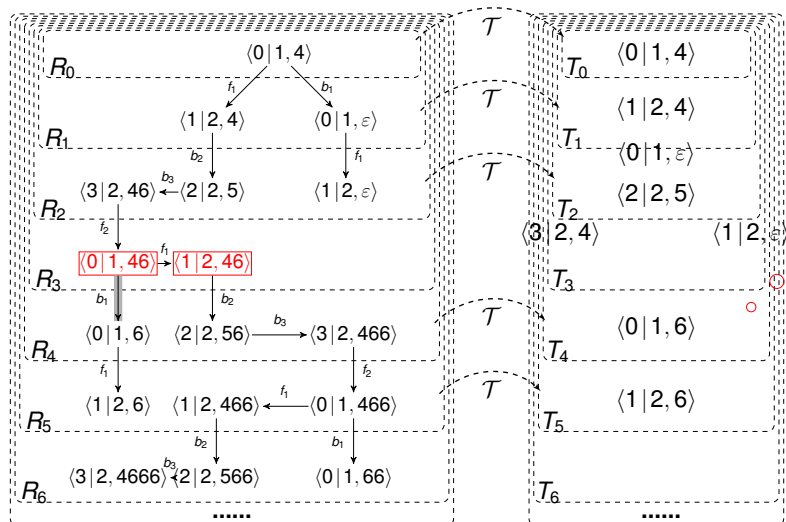 ⟨0|1, 4⟩ 𝒯 ⟨0|1, 4⟩
R₀ T₀
f₁ b₁
⟨1|2, 4⟩ ⟨0|1, ε⟩ 𝒯 ⟨1|2, 4⟩
R₁ T₁
b₂ f₁ ⟨0|1, ε⟩
b₃ 𝒯
⟨3|2, 46⟩ ⟨2|2, 5⟩ ⟨1|2, ε⟩ ⟨2|2, 5⟩
R₂ T₂
f₂ ⟨3|2, 4⟩ ⟨1|2, ε⟩
f₁
⟨0|1, 46⟩ ⟨1|2, 46⟩
R₃ T₃
b₁ b₂
𝒯
b₃
⟨0|1, 6⟩ ⟨2|2, 56⟩ ⟨3|2, 466⟩ ⟨0|1, 6⟩
R₄ T₄
f₁ f₂
f₁ 𝒯
⟨1|2, 6⟩ ⟨1|2, 466⟩ ⟨0|1, 466⟩ ⟨1|2, 6⟩
R₅ T₅
b₂ b₁
b₃
⟨3|2, 4666⟩ ⟨2|2, 566⟩ ⟨0|1, 66⟩
R₆ T₆
...... ......